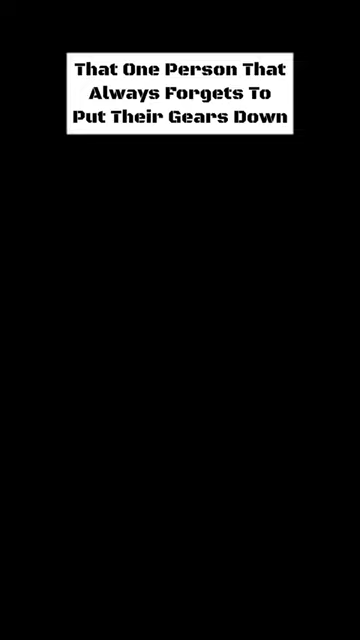 That One Person That
Always Forgets To
Put Their Gears Down